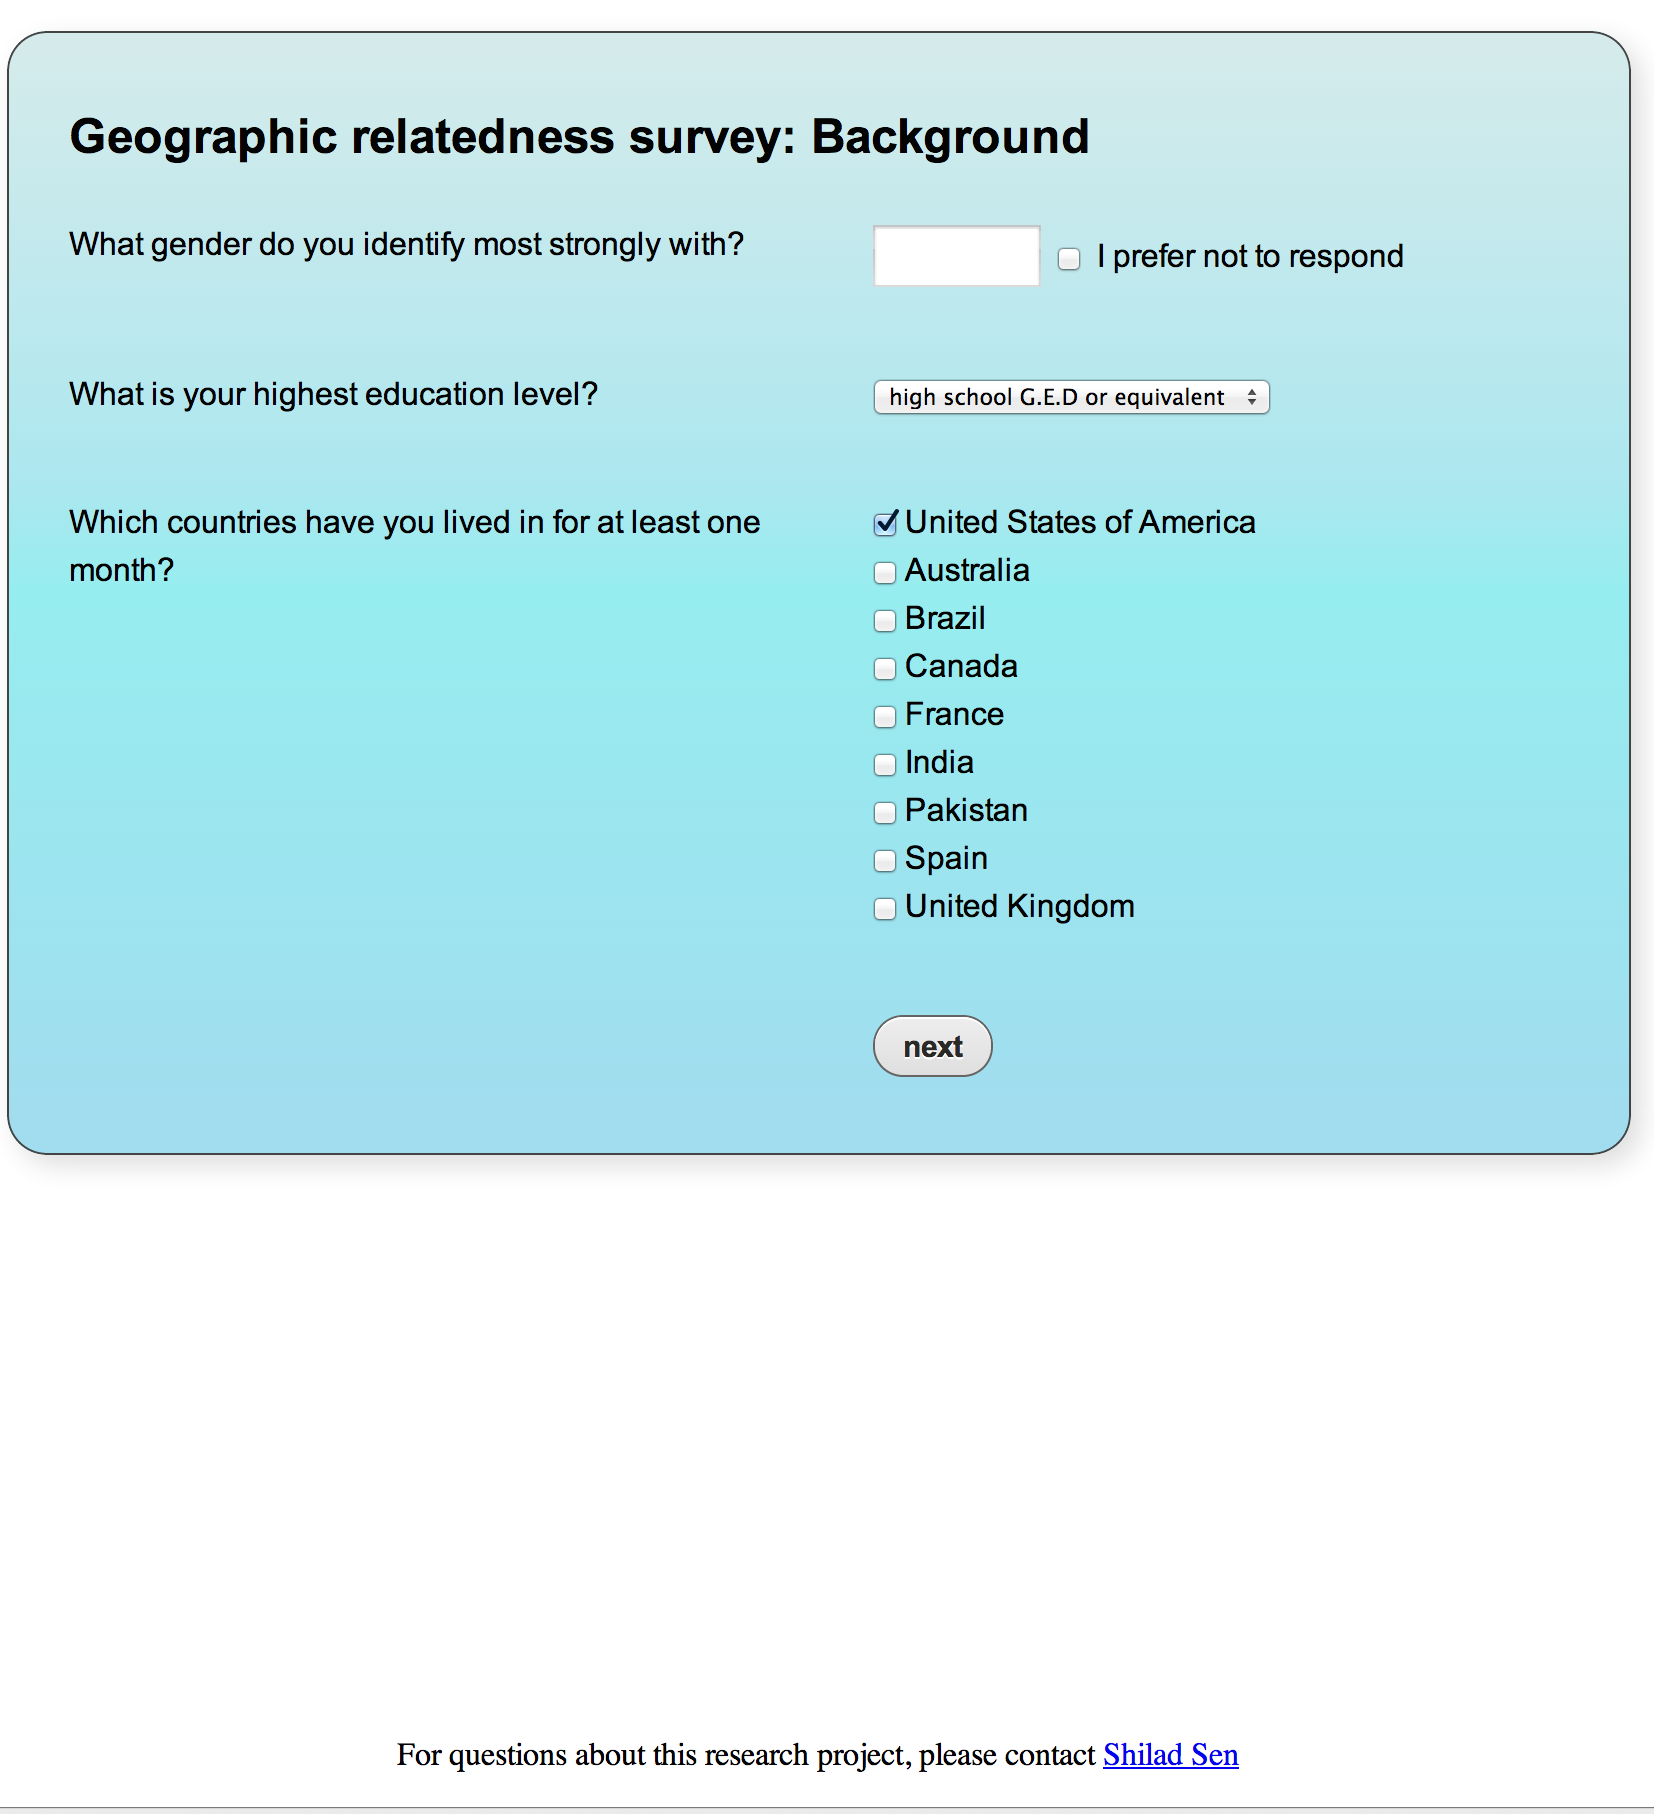 Geographic relatedness survey: Background
What gender do you identify most strongly with?
I prefer not to respond
What is your highest education level?
high school G.E.D or equivalent
Which countries have you lived in for at least one
month?
United States of America
Australia
Brazil
Canada
France
India
Pakistan
Spain
United Kingdom
next
For questions about this research project, please contact Shilad Sen